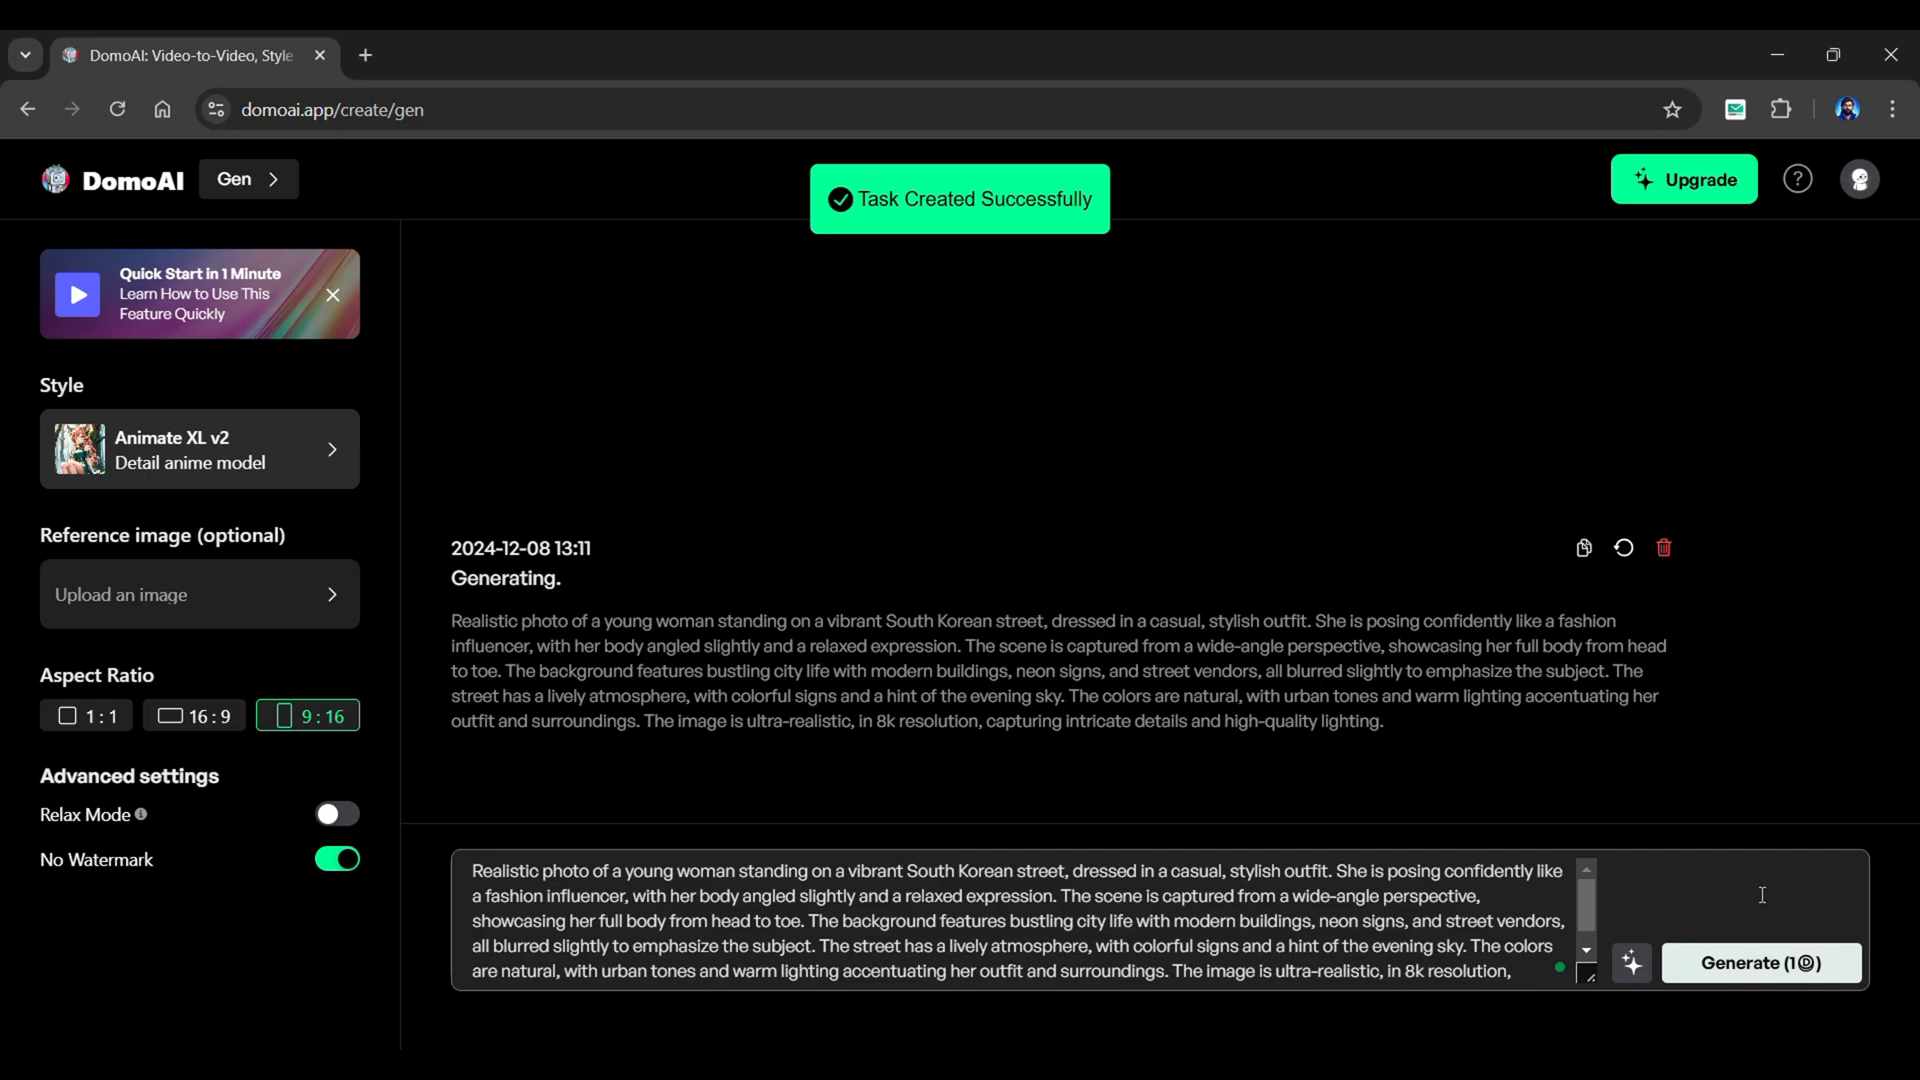 DomoAI: Video-to-Video, Style
domoai.app/create/gen
DomoAI
Gen
Task Created Successfully
Upgrade
Quick Start in 1 Minute
Learn How to Use This
Feature Quickly
Style
Animate XL v2
Detail anime model
Reference image (optional)
Upload an image
Aspect Ratio
1 : 1
16 : 9
9 : 16
Advanced settings
Relax Mode
No Watermark
2024-12-08 13:11
Generating.
Realistic photo of a young woman standing on a vibrant South Korean street, dressed in a casual, stylish outfit. She is posing confidently like a fashion
influencer, with her body angled slightly and a relaxed expression. The scene is captured from a wide-angle perspective, showcasing her full body from head
to toe. The background features bustling city life with modern buildings, neon signs, and street vendors, all blurred slightly to emphasize the subject. The
street has a lively atmosphere, with colorful signs and a hint of the evening sky. The colors are natural, with urban tones and warm lighting accentuating her
outfit and surroundings. The image is ultra-realistic, in 8k resolution, capturing intricate details and high-quality lighting.
Realistic photo of a young woman standing on a vibrant South Korean street, dressed in a casual, stylish outfit. She is posing confidently like
a fashion influencer, with her body angled slightly and a relaxed expression. The scene is captured from a wide-angle perspective,
showcasing her full body from head to toe. The background features bustling city life with modern buildings, neon signs, and street vendors,
all blurred slightly to emphasize the subject. The street has a lively atmosphere, with colorful signs and a hint of the evening sky. The colors
are natural, with urban tones and warm lighting accentuating her outfit and surroundings. The image is ultra-realistic, in 8k resolution,
Generate (1)